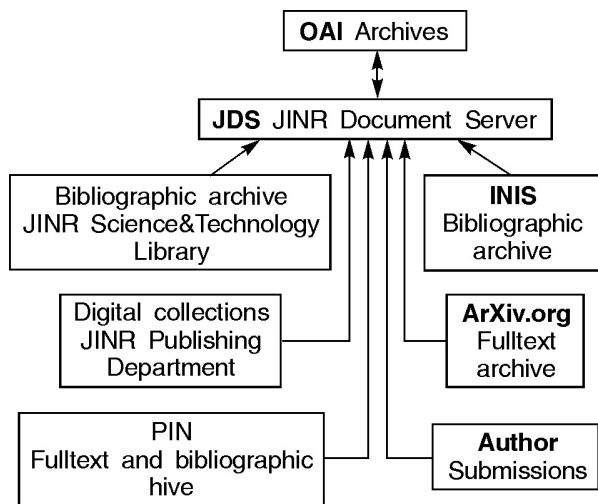 OAI Archives
JDS JINR Document Server
Bibliographic archive
JINR Science&Technology
Library
INIS
Bibliographic
archive
Digital collections
JINR Publishing
Department
ArXiv.org
Fulltext
archive
PIN
Fulltext and bibliographic
hive
Author
Submissions